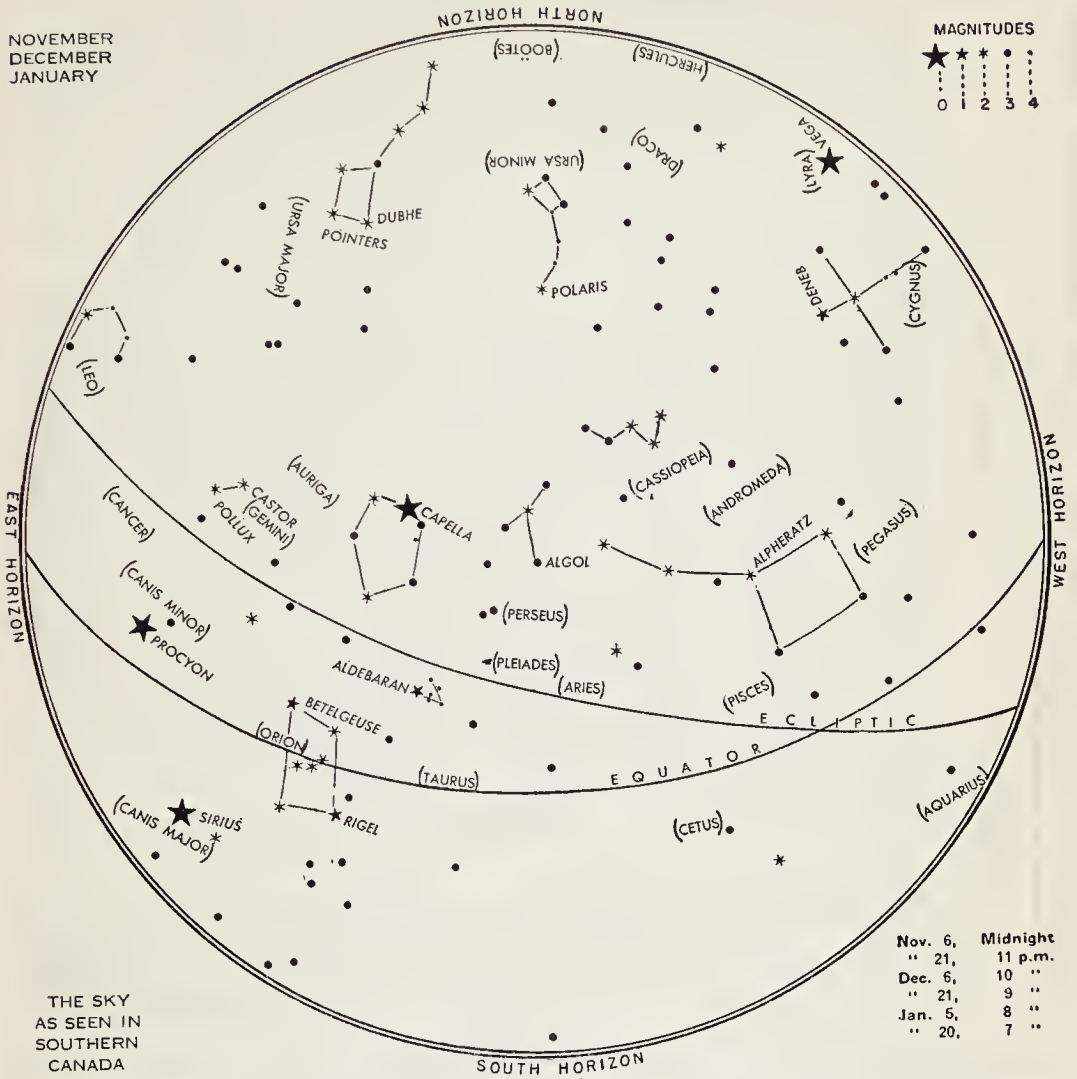 NORTH HORIZON
NOVEMBER
DECEMBER
JANUARY
MAGNITUDES
0 1 2 3 4
(BOÖTES)
(HERCULES)
(DRACO)
(URSA MINOR)
VEGA
(LYRA)
DUBHE
POINTERS
(URSA MAJOR)
POLARIS
DENEB
(CYGNUS)
(LEO)
(CASSIOPEIA)
(ANDROMEDA)
(AURIGA)
CASTOR
(GEMINI)
POLLUX
CAPELLA
(CANCER)
EAST HORIZON
WEST HORIZON
ALGOL
ALPHERATZ
(PEGASUS)
(CANIS MINOR)
PROCYON
(PERSEUS)
(PLEIADES)
(ARIES)
ALDEBARAN
(PISCES)
BETELGEUSE
ECLIPTIC
(ORION)
(TAURUS)
EQUATOR
(AQUARIUS)
SIRIUS
(CANIS MAJOR)
RIGEL
(CETUS)
Nov. 6, Midnight
" 21, 11 p.m.
Dec. 6, 10 "
" 21, 9 "
Jan. 5, 8 "
" 20, 7 "
THE SKY
AS SEEN IN
SOUTHERN
CANADA
SOUTH HORIZON